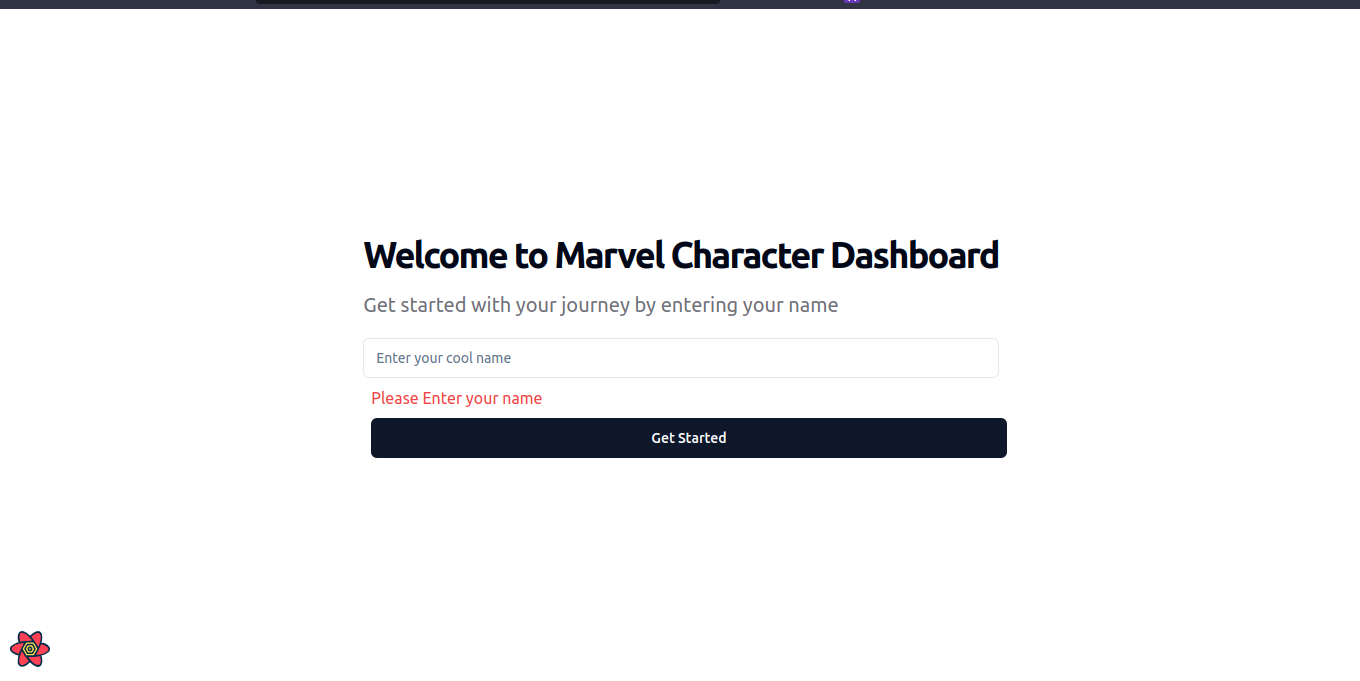 Welcome to Marvel Character Dashboard
Get started with your journey by entering your name
Enter your cool name
Please Enter your name
Get Started